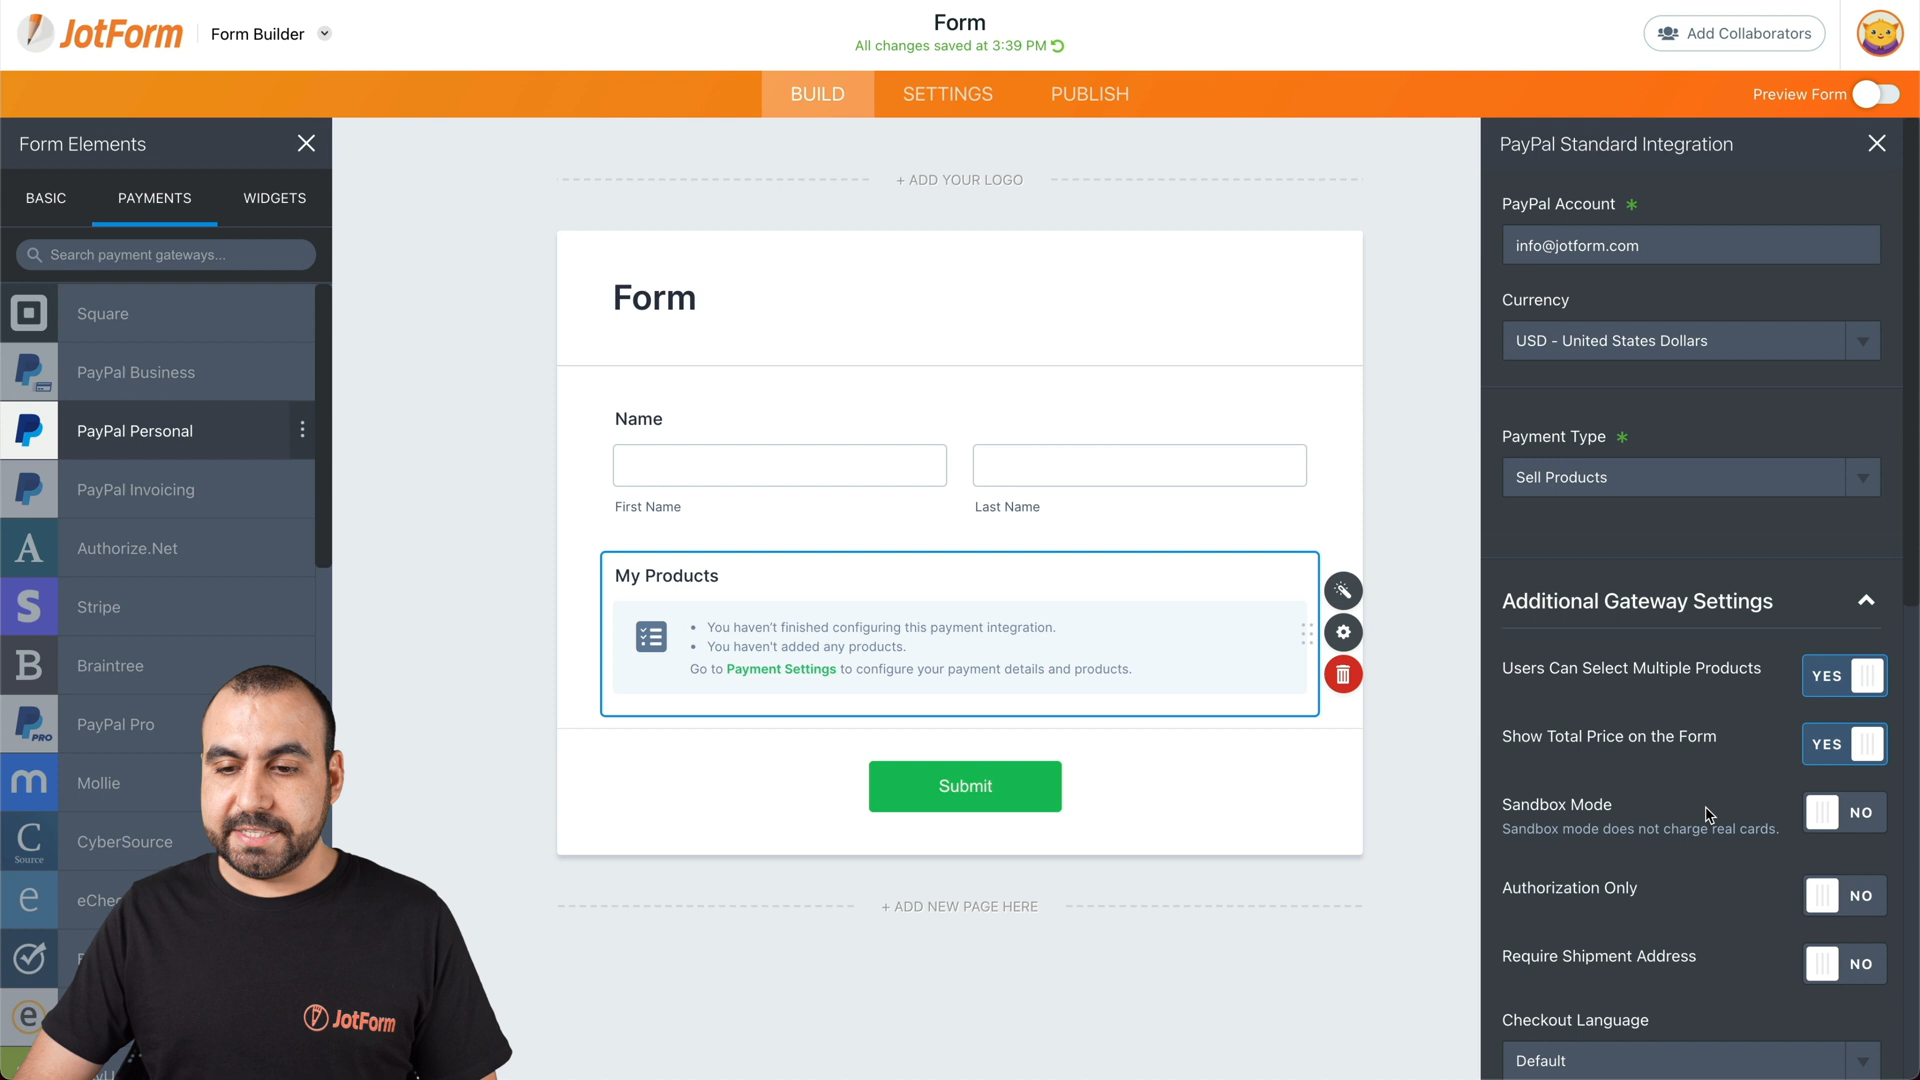 JotForm
Form Builder
Form
All changes saved at 3:39 PM
Add Collaborators
BUILD
SETTINGS
PUBLISH
Preview Form
Form Elements
BASIC
PAYMENTS
WIDGETS
Search payment gateways...
Square
PayPal Business
PayPal Personal
PayPal Invoicing
A
Authorize.Net
S
Stripe
B
Braintree
PRO
PayPal Pro
m
Mollie
C
Source
CyberSource
e
eChec
e
JotForm
+ ADD YOUR LOGO
Form
Name
First Name
Last Name
My Products
• You haven't finished configuring this payment integration.
• You haven't added any products.
Go to Payment Settings to configure your payment details and products.
Submit
+ ADD NEW PAGE HERE
PayPal Standard Integration
PayPal Account *
info@jotform.com
Currency
USD - United States Dollars
Payment Type *
Sell Products
Additional Gateway Settings
Users Can Select Multiple Products
YES
Show Total Price on the Form
YES
Sandbox Mode
NO
Sandbox mode does not charge real cards.
Authorization Only
NO
Require Shipment Address
NO
Checkout Language
Default